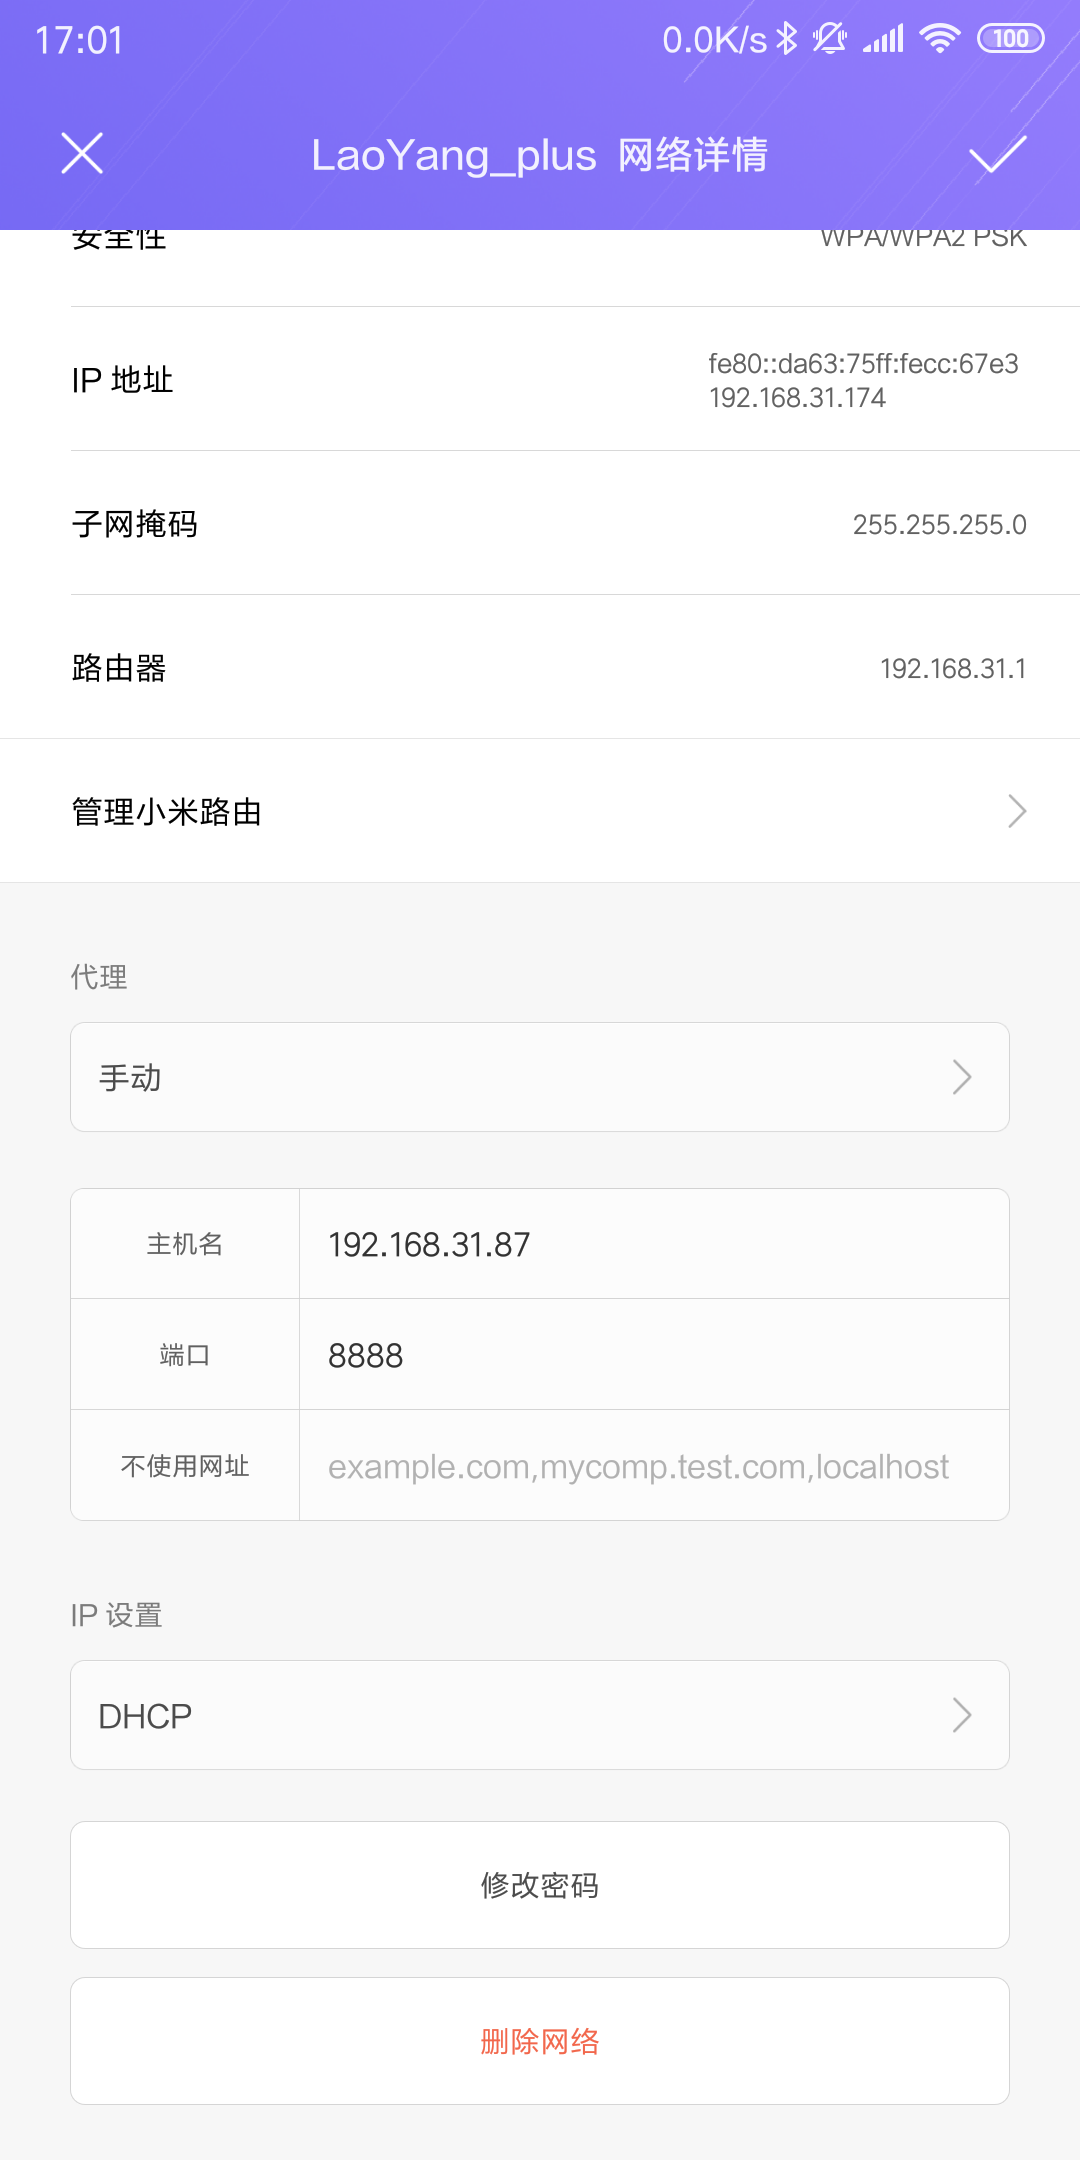 17:01
0.0K/s
100
LaoYang_plus 网络详情
安全性
WPA/WPA2 PSK
IP 地址
fe80::da63:75ff:fecc:67e3
192.168.31.174
子网掩码
255.255.255.0
路由器
192.168.31.1
管理小米路由
代理
手动
主机名
192.168.31.87
端口
8888
不使用网址
example.com,mycomp.test.com,localhost
IP 设置
DHCP
修改密码
删除网络